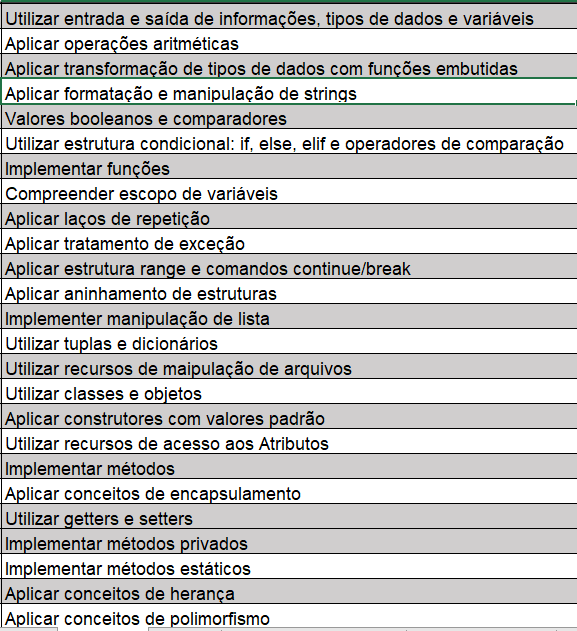 Utilizar entrada e saída de informações, tipos de dados e variáveis
Aplicar operações aritméticas
Aplicar transformação de tipos de dados com funções embutidas
Aplicar formatação e manipulação de strings
Valores booleanos e comparadores
Utilizar estrutura condicional: if, else, elif e operadores de comparação
Implementar funções
Compreender escopo de variáveis
Aplicar laços de repetição
Aplicar tratamento de exceção
Aplicar estrutura range e comandos continue/break
Aplicar aninhamento de estruturas
Implementer manipulação de lista
Utilizar tuplas e dicionários
Utilizar recursos de maipulação de arquivos
Utilizar classes e objetos
Aplicar construtores com valores padrão
Utilizar recursos de acesso aos Atributos
Implementar métodos
Aplicar conceitos de encapsulamento
Utilizar getters e setters
Implementar métodos privados
Implementar métodos estáticos
Aplicar conceitos de herança
Aplicar conceitos de polimorfismo